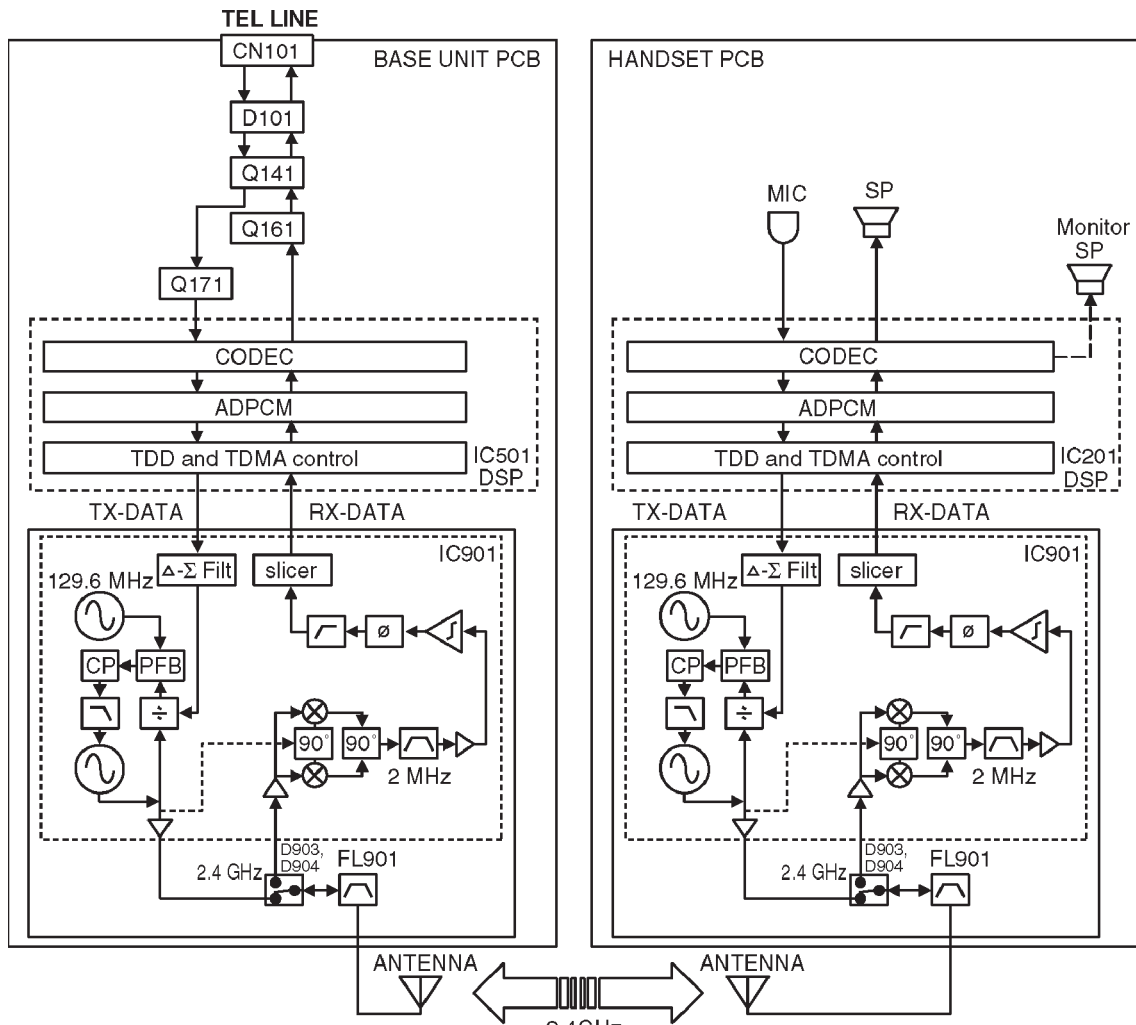 TEL LINE
CN101
BASE UNIT PCB
D101
Q141
Q161
Q171
CODEC
ADPCM
TDD and TDMA control
IC501
DSP
TX-DATA
RX-DATA
IC901
129.6 MHz
Δ-Σ Filt
slicer
CP
PFB
ø
÷
90°
90°
2 MHz
2.4 GHz
D903,
D904
FL901
ANTENNA
HANDSET PCB
MIC
SP
Monitor
SP
CODEC
ADPCM
TDD and TDMA control
IC201
DSP
TX-DATA
RX-DATA
IC901
129.6 MHz
Δ-Σ Filt
slicer
CP
PFB
ø
÷
90°
90°
2 MHz
2.4 GHz
D903,
D904
FL901
ANTENNA